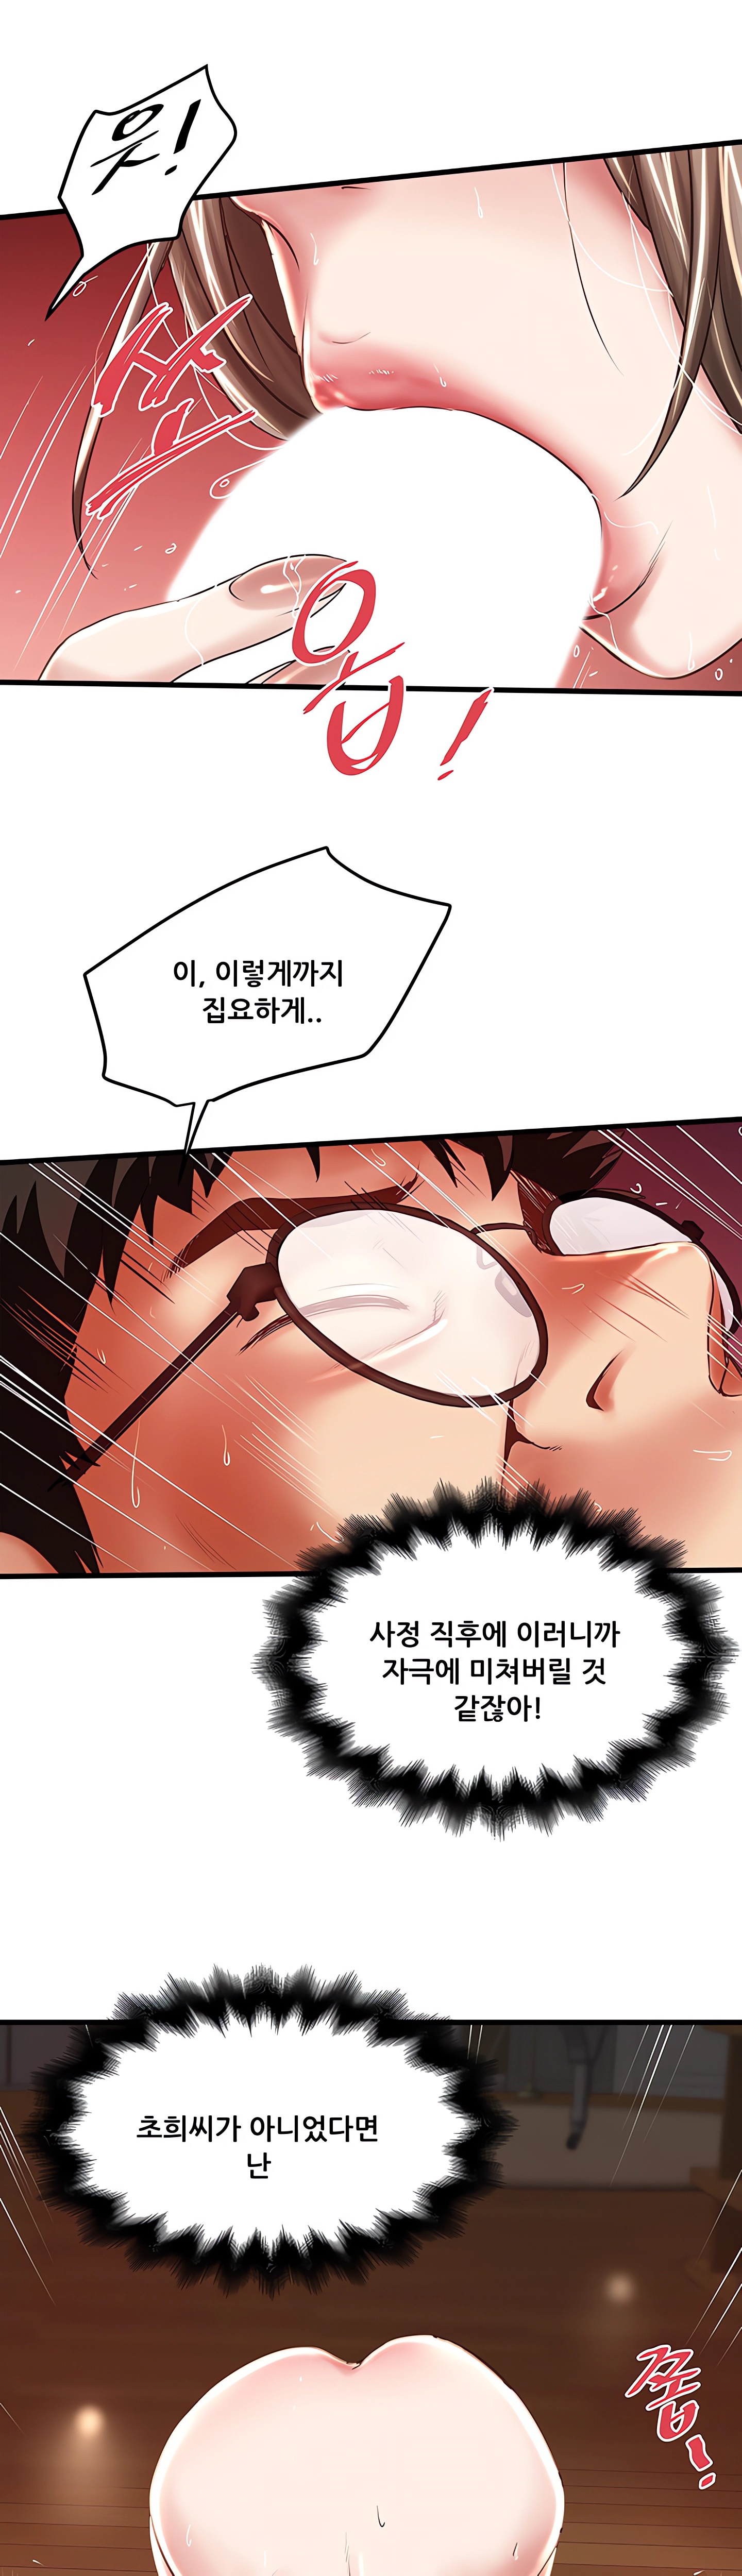 읏!
쓰
읍!
이, 이렇게까지
집요하게..
사정 직후에 이러니까
자극에 미쳐버릴 것
같잖아!
초희씨가 아니었다면
난
쫍!